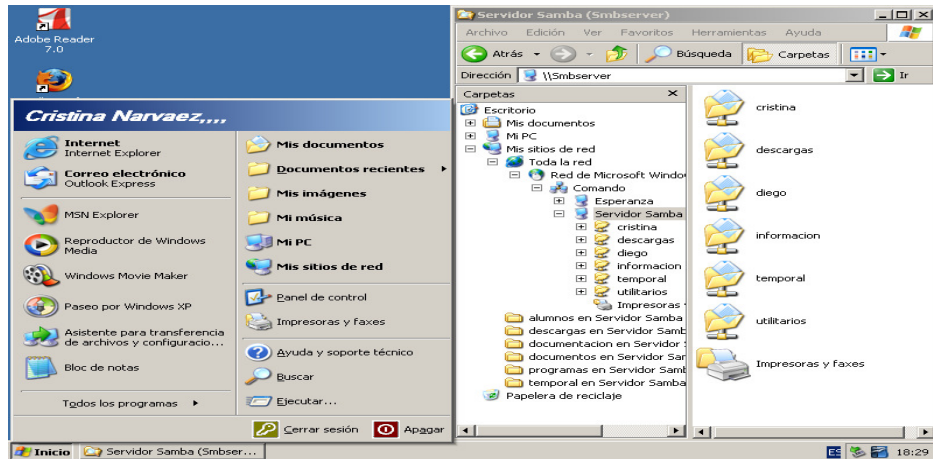 Adobe Reader
7.0
Cristina Narvaez,,,,
Internet
Internet Explorer
Correo electrónico
Outlook Express
MSN Explorer
Reproductor de Windows
Media
Windows Movie Maker
Paseo por Windows XP
Asistente para transferencia
de archivos y configuracio...
Bloc de notas
Todos los programas
Mis documentos
Documentos recientes
Mis imágenes
Mi música
Mi PC
Mis sitios de red
Panel de control
Impresoras y faxes
Ayuda y soporte técnico
Buscar
Ejecutar...
Cerrar sesión
Apagar
Servidor Samba (Smbserver)
Archivo Edición Ver Favoritos Herramientas Ayuda
Atrás Búsqueda Carpetas
Dirección \\Smbserver Ir
Carpetas
Escritorio
Mis documentos
Mi PC
Mis sitios de red
Toda la red
Red de Microsoft Windo
Comando
Esperanza
Servidor Samba
cristina
descargas
diego
informacion
temporal
utilitarios
Impresoras
alumnos en Servidor Samba
descargas en Servidor Samb
documentacion en Servidor
documentos en Servidor Sar
programas en Servidor Samb
temporal en Servidor Samba
Papelera de reciclaje
cristina
descargas
diego
informacion
temporal
utilitarios
Impresoras y faxes
Inicio Servidor Samba (Smbser... ES 18:29